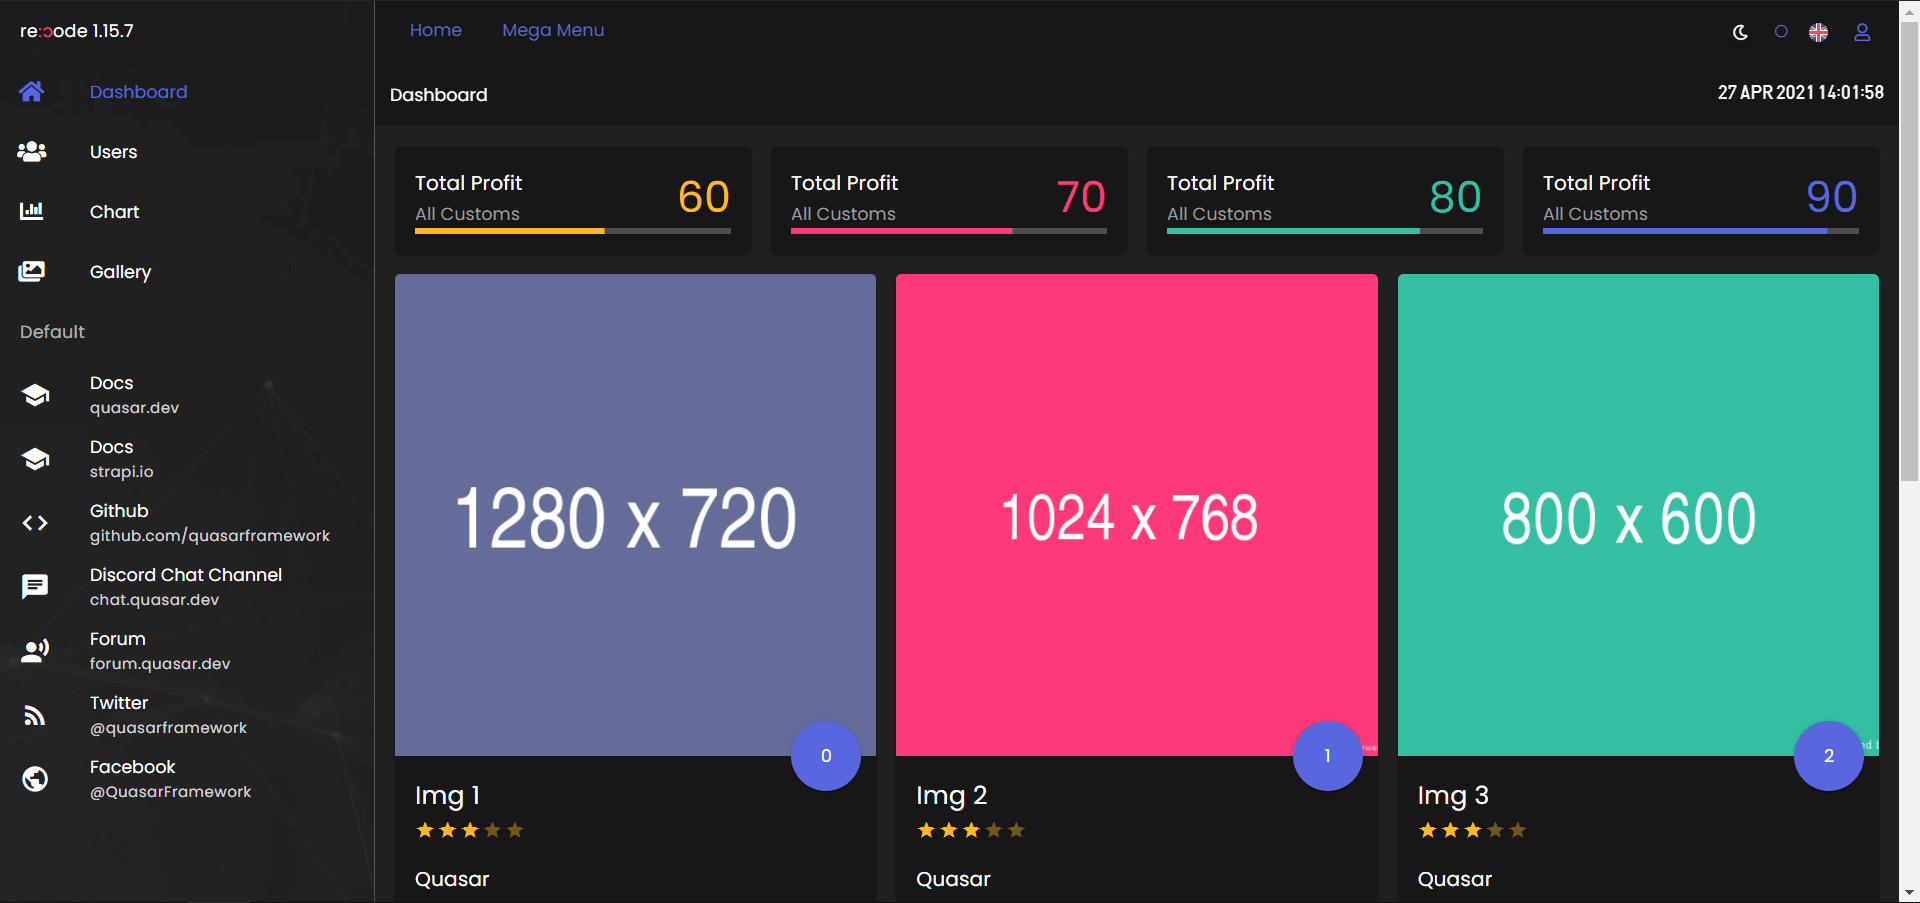 re:ↄode 1.15.7
Home
Mega Menu
Dashboard
Users
Chart
Gallery
Default
Docs
quasar.dev
Docs
strapi.io
Github
github.com/quasarframework
Discord Chat Channel
chat.quasar.dev
Forum
forum.quasar.dev
Twitter
@quasarframework
Facebook
@QuasarFramework
Dashboard
27 APR 2021 14:01:58
Total Profit
All Customs
60
Total Profit
All Customs
70
Total Profit
All Customs
80
Total Profit
All Customs
90
1280 x 720
0
Img 1
Quasar
1024 x 768
1
Img 2
Quasar
800 x 600
2
Img 3
Quasar